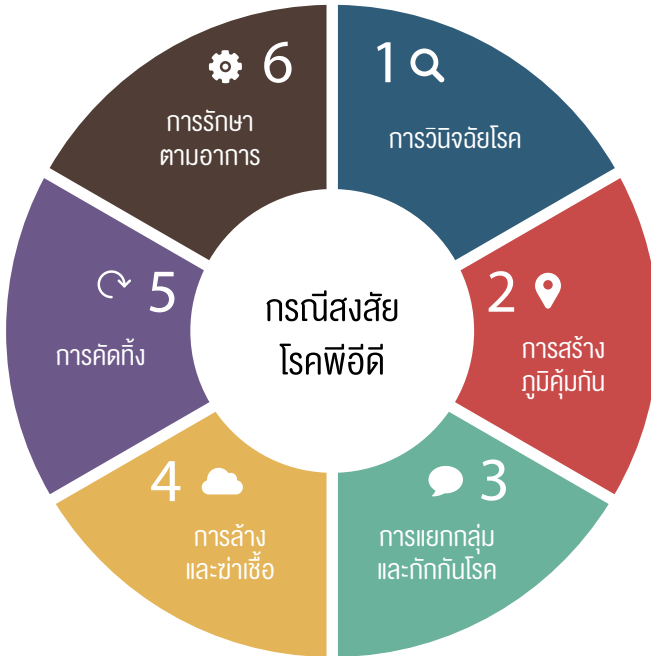 กรณีสงสัย
โรคพีอีดี
1
การวินิจฉัยโรค
2
การสร้าง
ภูมิคุ้มกัน
3
การแยกกลุ่ม
และกักกันโรค
4
การล้าง
และฆ่าเชื้อ
5
การคัดทิ้ง
6
การรักษา
ตามอาการ